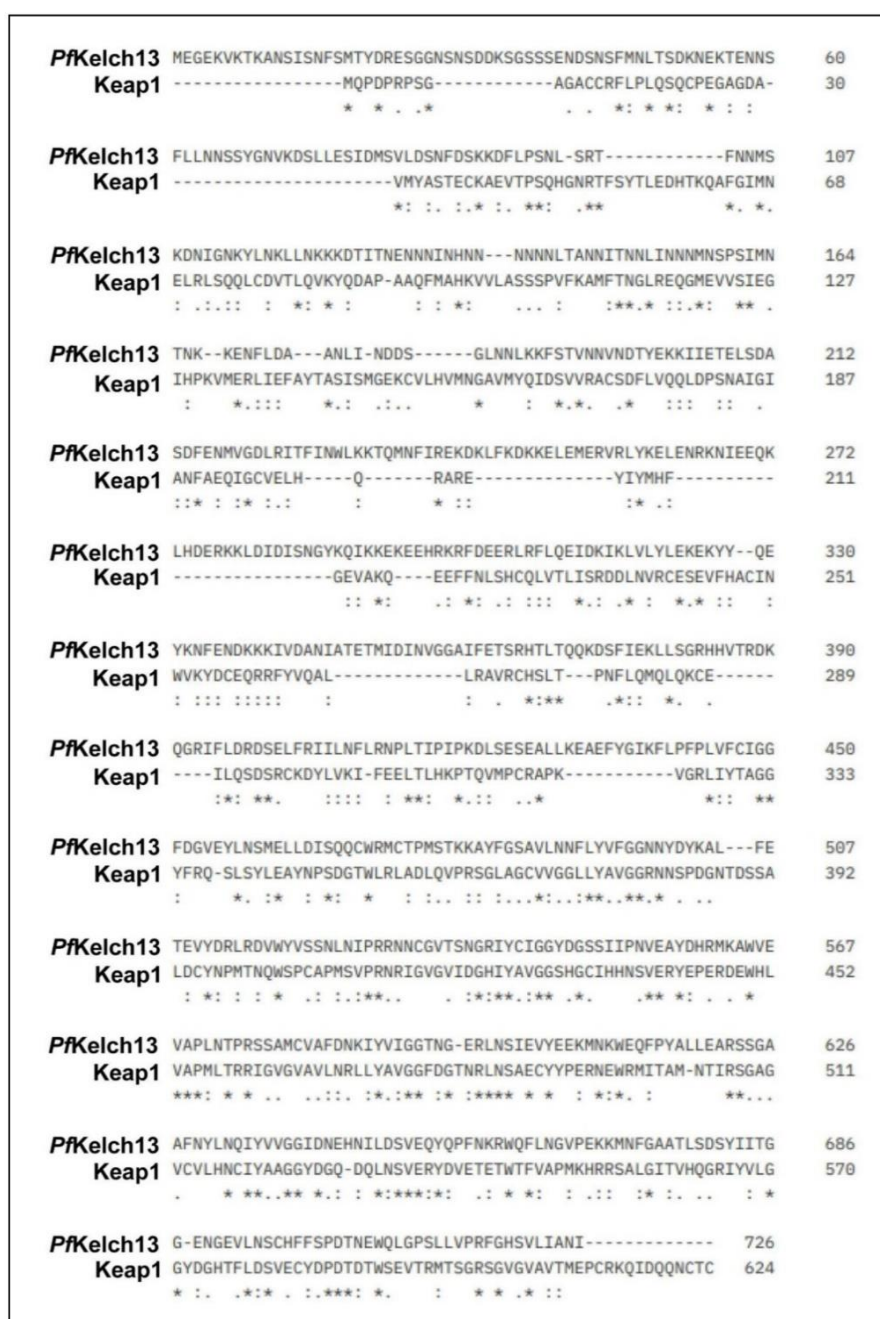 PfKelch13 MEGEKVKTKANSISNFSMTYDRESGGNSNSDDKSGSSSENDSNSFMNLTSDKNEKTENNS 60
Keap1 -----------------MQPDPRPSG------------AGACCRFLPLQSQCPEGAGDA- 30
* * . .* . . *: * *: * : :
PfKelch13 FLLNNSSYGNVKDSLLESIDMSVLDSNFDSKKDFLPSNL-SRT------------FNNMS 107
Keap1 ----------------------VMYASTECKAEVTPSQHGNRTFSYTLEDHTKQAFGIMN 68
*: :. :.* :. **: .** *. *.
PfKelch13 KDNIGNKYLNKLLNKKKDTITNENNNINHNN---NNNNLTANNITNNLINNNMNSPSIMN 164
Keap1 ELRLSQQLCDVTLQVKYQDAP-AAQFMAHKVVLASSSPVFKAMFTNGLREQGMEVVSIEG 127
: .:.:: : *: * : : : *: ... : :**.* ::.*: ** .
PfKelch13 TNK--KENFLDA---ANLI-NDDS------GLNNLKKFSTVNNVNDTYEKKIIETELSDA 212
Keap1 IHPKVMERLIEFAYTASISMGEKCVLHVMNGAVMYQIDSVVRACSDFLVQQLDPSNAIGI 187
: *.::: *.: .:.. * : *.*. .* ::: :: .
PfKelch13 SDFENMVGDLRITFINWLKKTQMNFIREKDKLFKDKKELEMERVRLYKELENRKNIEEQK 272
Keap1 ANFAEQIGCVELH-----Q-------RARE--------------YIYMHF---------- 211
::* : :* :.: : * :: :* .:
PfKelch13 LHDERKKLDIDISNGYKQIKKEKEEHRKRFDEERLRFLQEIDKIKLVLYLEKEKYY--QE 330
Keap1 ----------------GEVAKQ----EEFFNLSHCQLVTLISRDDLNVRCESEVFHACIN 251
:: *: .: *: .: ::: *.: .* : *.* :: :
PfKelch13 YKNFENDKKKIVDANIATETMIDINVGGAIFETSRHTLTQQKDSFIEKLLSGRHHVTRDK 390
Keap1 WVKYDCEQRRFYVQAL-------------LRAVRCHSLT---PNFLQMQLQKCE------ 289
: ::: ::::: : : . *:** .*:: *. .
PfKelch13 QGRIFLDRDSELFRIILNFLRNPLTIPIPKDLSESEALLKEAEFYGIKFLPFPLVFCIGG 450
Keap1 ----ILQSDSRCKDYLVKI-FEELTLHKPTQVMPCRAPK-----------VGRLIYTAGG 333
:*: **. :::: : **: *.:: ..* *:: **
PfKelch13 FDGVEYLNSMELLDISQQCWRMCTPMSTKKAYFGSAVLNNFLYVFGGNNYDYKAL---FE 507
Keap1 YFRQ-SLSYLEAYNPSDGTWLRLADLQVPRSGLAGCVVGGLLYAVGGRNNSPDGNTDSSA 392
: *. :* : *: * : :.. :: :...*:..:**..**.* . .
PfKelch13 TEVYDRLRDVWYVSSNLNIPRRNNCGVTSNGRIYCIGGYDGSSIIPNVEAYDHRMKAWVE 567
Keap1 LDCYNPMTNQWSPCAPMSVPRNRIGVGVIDGHIYAVGGSHGCIHHNSVERYEPERDEWHL 452
: *: : : * .: :.:**.. . :*:**.:** .*. .** *: . . *
PfKelch13 VAPLNTPRSSAMCVAFDNKIYVIGGTNG-ERLNSIEVYEEKMNKWEQFPYALLEARSSGA 626
Keap1 VAPMLTRRIGVGVAVLNRLLYAVGGFDGTNRLNSAECYYPERNEWRMITAM-NTIRSGAG 511
***: * * .. ..::. :*.:** :* :**** * * : *:*. : **...
PfKelch13 AFNYLNQIYVVGGIDNEHNILDSVEQYQPFNKRWQFLNGVPEKKMNFGAATLSDSYIITG 686
Keap1 VCVLHNCIYAAGGYDGQ-DQLNSVERYDVETETWTFVAPMKHRRSALGITVHQGRIYVLG 570
. * **..** *.: : *:***:*: .: * *: : .:: :* :. .. : *
PfKelch13 G-ENGEVLNSCHFFSPDTNEWQLGPSLLVPRFGHSVLIANI------------- 726
Keap1 GYDGHTFLDSVECYDPDTDTWSEVTRMTSGRSGVGVAVTMEPCRKQIDQQNCTC 624
* :. .*:* . :.***: *. : * * .* ::